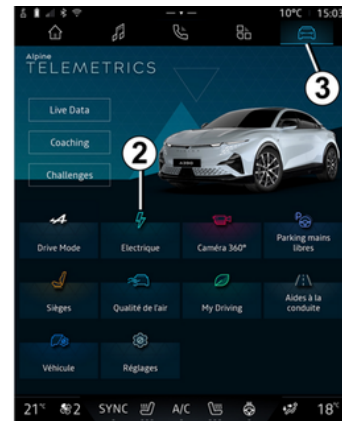 10°C 15:03
Alpine
TELEMETRICS
3
Live Data
Coaching
2
Challenges
Drive Mode
Electrique
Caméra 360°
Parking mains
libres
Sièges
Qualité de l'air
My Driving
Aides à la
conduite
Véhicule
Réglages
21° 2 SYNC A/C 18°